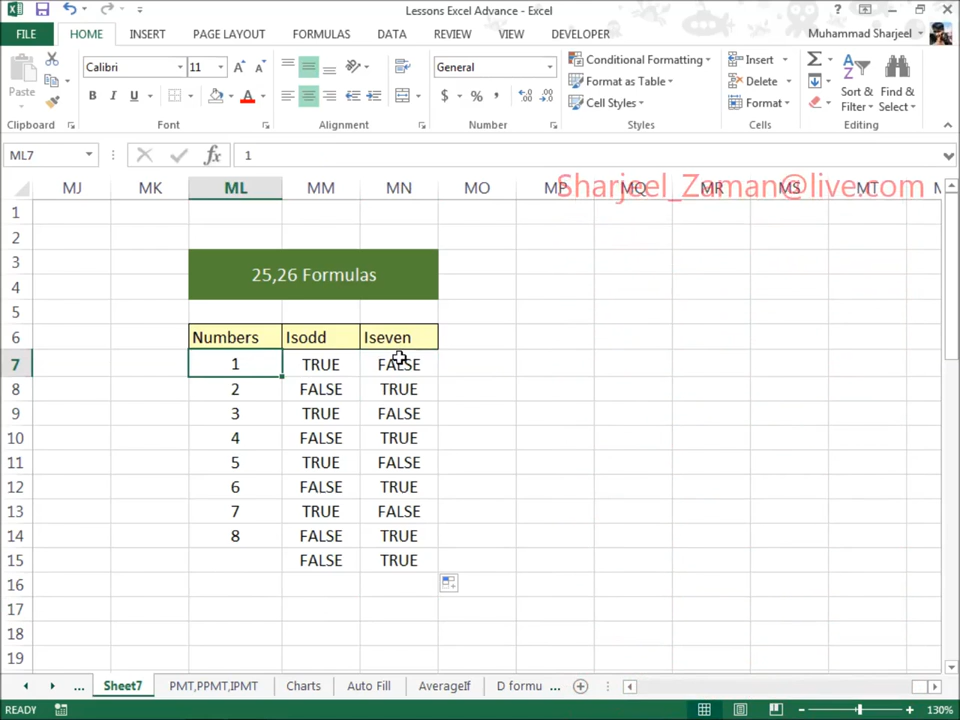 Lessons Excel Advance - Excel
FILE HOME INSERT PAGE LAYOUT FORMULAS DATA REVIEW VIEW DEVELOPER Muhammad Sharjeel
Paste
Calibri 11
General
B I U A
$ % ,
Conditional Formatting
Format as Table
Cell Styles
Insert
Delete
Format
Sort & Filter
Find & Select
Clipboard Font Alignment Number Styles Cells Editing
ML7 fx 1
MJ MK ML MM MN MO MP MQ MR MS MT
Sharjeel_Zaman@live.com
1
2
3
25,26 Formulas
4
5
6 Numbers Isodd Iseven
7 1 TRUE FALSE
8 2 FALSE TRUE
9 3 TRUE FALSE
10 4 FALSE TRUE
11 5 TRUE FALSE
12 6 FALSE TRUE
13 7 TRUE FALSE
14 8 FALSE TRUE
15 FALSE TRUE
16
17
18
19
... Sheet7 PMT,PPMT,IPMT Charts Auto Fill AverageIf D formu ...
READY 130%